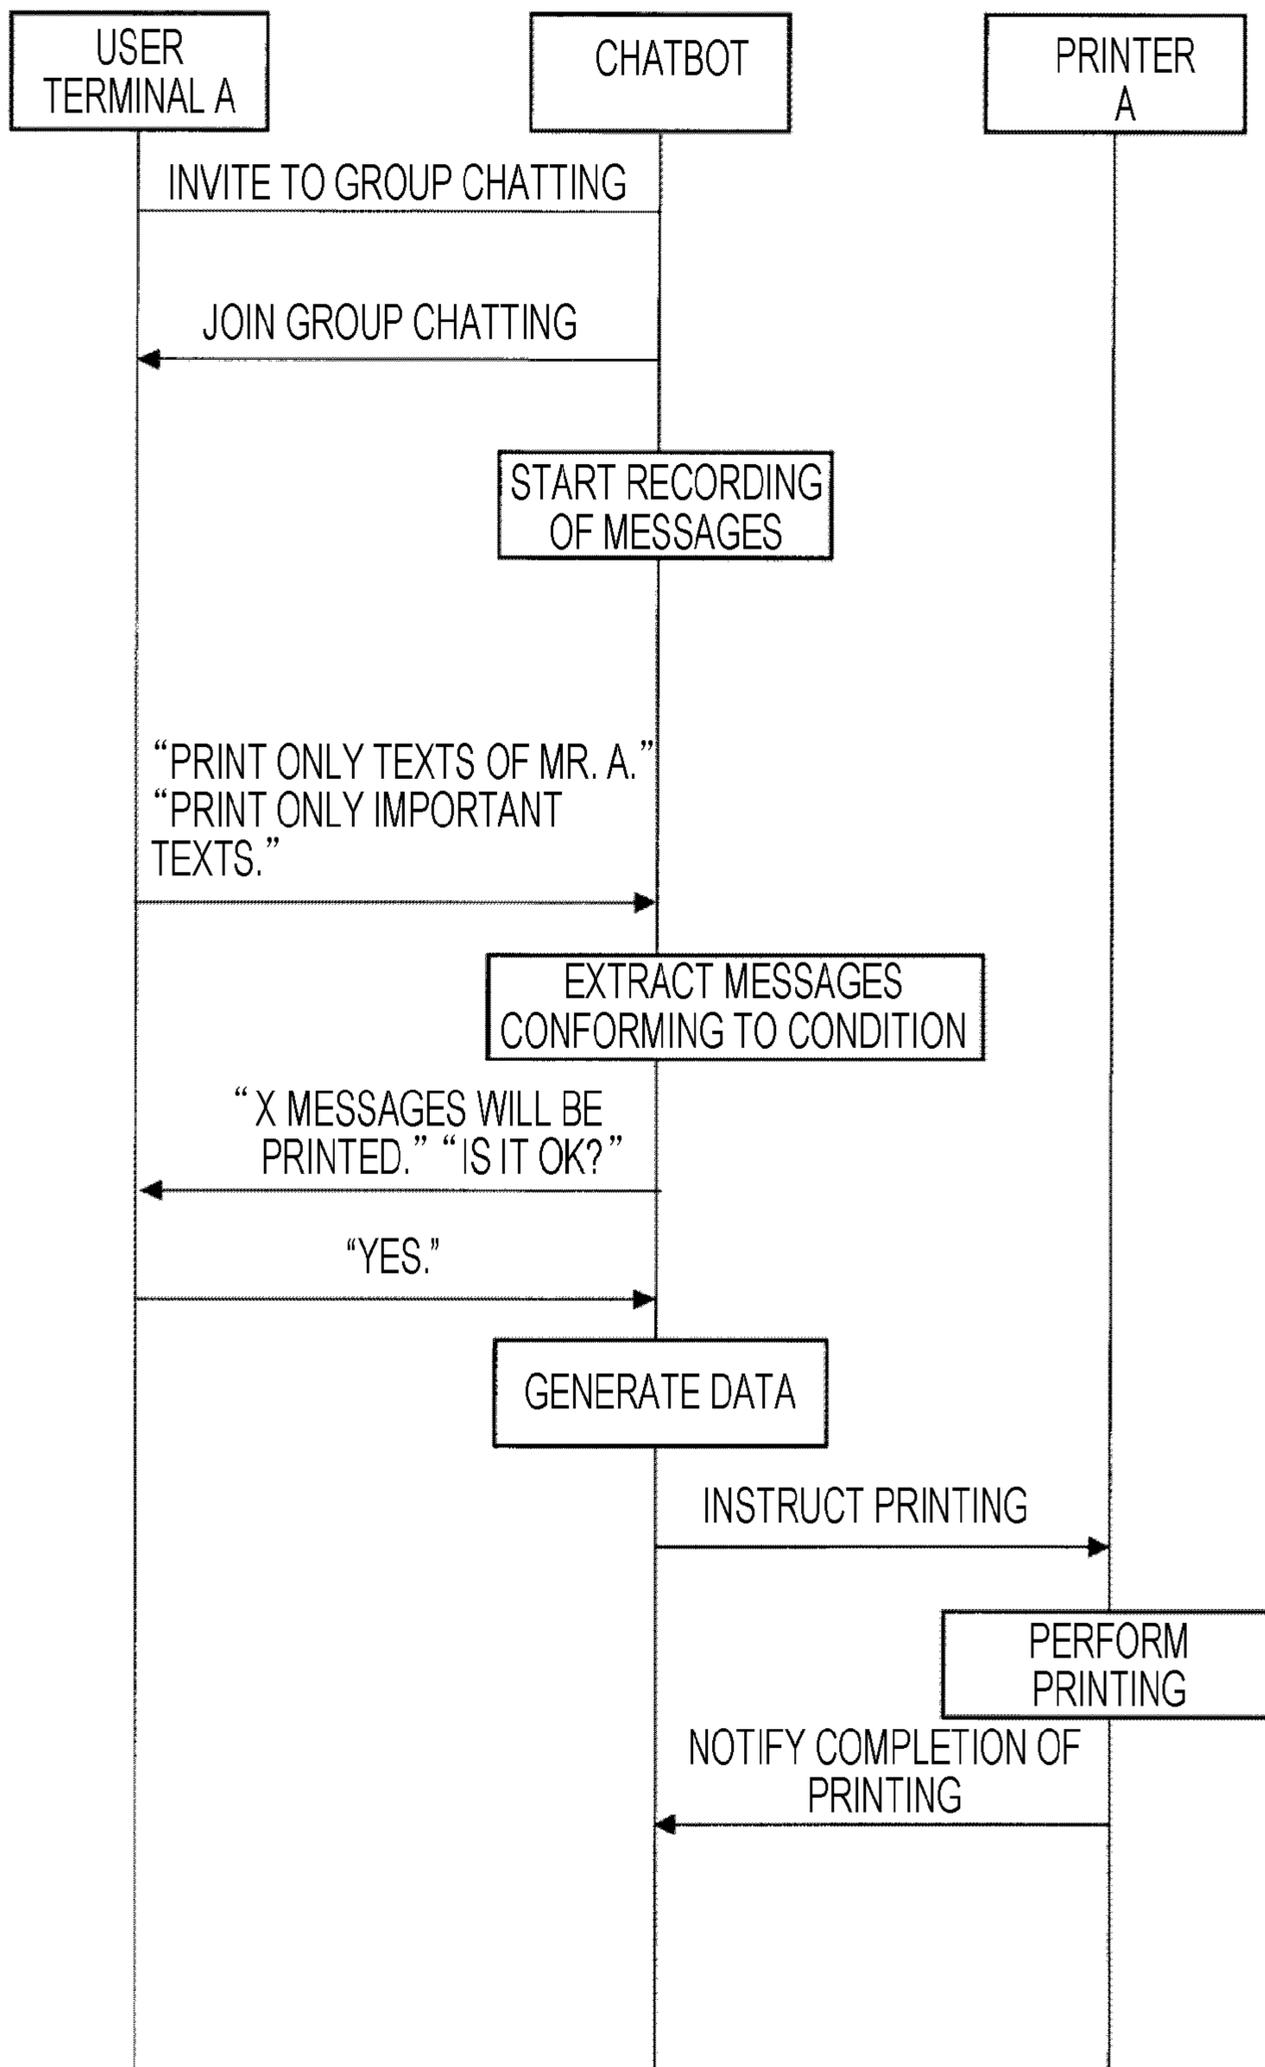 USER
TERMINAL A
CHATBOT
PRINTER
A
INVITE TO GROUP CHATTING
JOIN GROUP CHATTING
START RECORDING
OF MESSAGES
“PRINT ONLY TEXTS OF MR. A.”
“PRINT ONLY IMPORTANT
TEXTS.”
EXTRACT MESSAGES
CONFORMING TO CONDITION
“X MESSAGES WILL BE
PRINTED.” “IS IT OK?”
“YES.”
GENERATE DATA
INSTRUCT PRINTING
PERFORM
PRINTING
NOTIFY COMPLETION OF
PRINTING